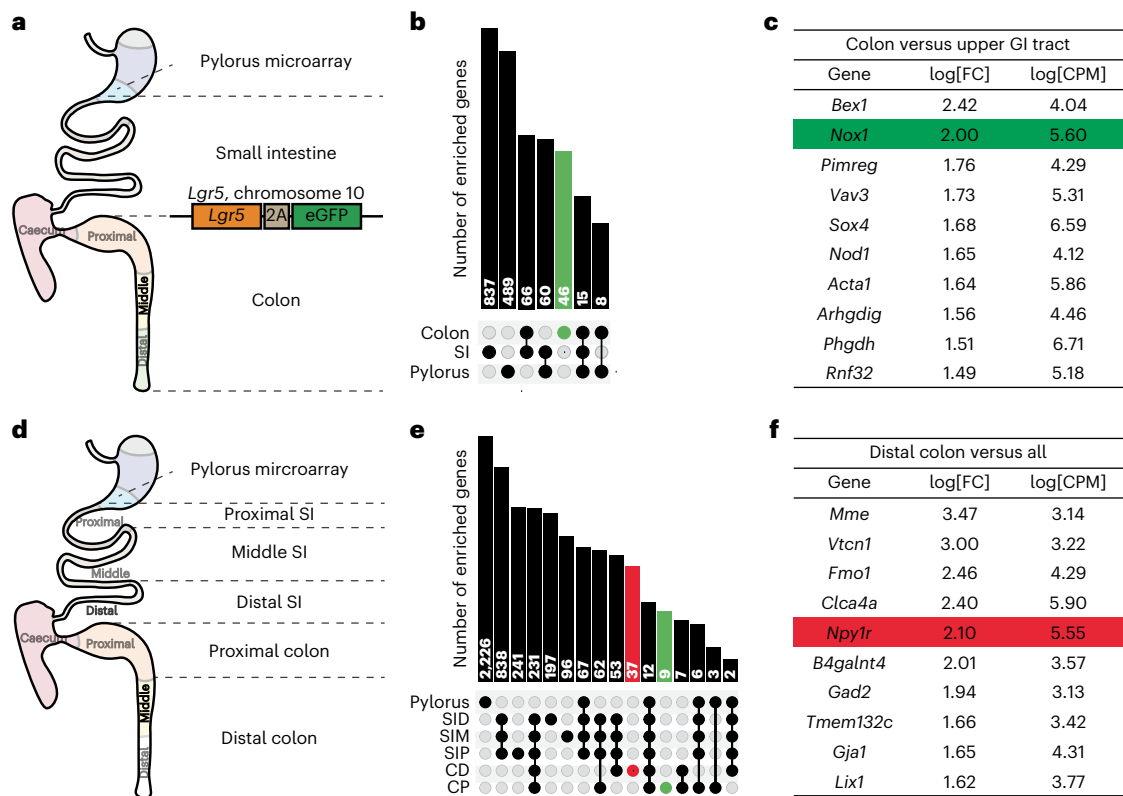 a
Pylorus microarray
Small intestine
Lgr5, chromosome 10
Lgr5 2A eGFP
Caecum
Proximal
Middle
Distal
Colon
b
Number of enriched genes
837 489 66 60 46 15 8
Colon
SI
Pylorus
c
Colon versus upper GI tract
Gene log[FC] log[CPM]
Bex1 2.42 4.04
Nox1 2.00 5.60
Pimreg 1.76 4.29
Vav3 1.73 5.31
Sox4 1.68 6.59
Nod1 1.65 4.12
Acta1 1.64 5.86
Arhgdig 1.56 4.46
Phgdh 1.51 6.71
Rnf32 1.49 5.18
d
Pylorus mircroarray
Proximal
Proximal SI
Middle SI
Middle
Distal SI
Distal
Caecum
Proximal
Proximal colon
Middle
Distal colon
Distal
e
Number of enriched genes
2,226 838 241 231 197 96 67 62 53 37 12 9 7 6 3 2
Pylorus
SID
SIM
SIP
CD
CP
f
Distal colon versus all
Gene log[FC] log[CPM]
Mme 3.47 3.14
Vtcn1 3.00 3.22
Fmo1 2.46 4.29
Clca4a 2.40 5.90
Npy1r 2.10 5.55
B4galnt4 2.01 3.57
Gad2 1.94 3.13
Tmem132c 1.66 3.42
Gja1 1.65 4.31
Lix1 1.62 3.77